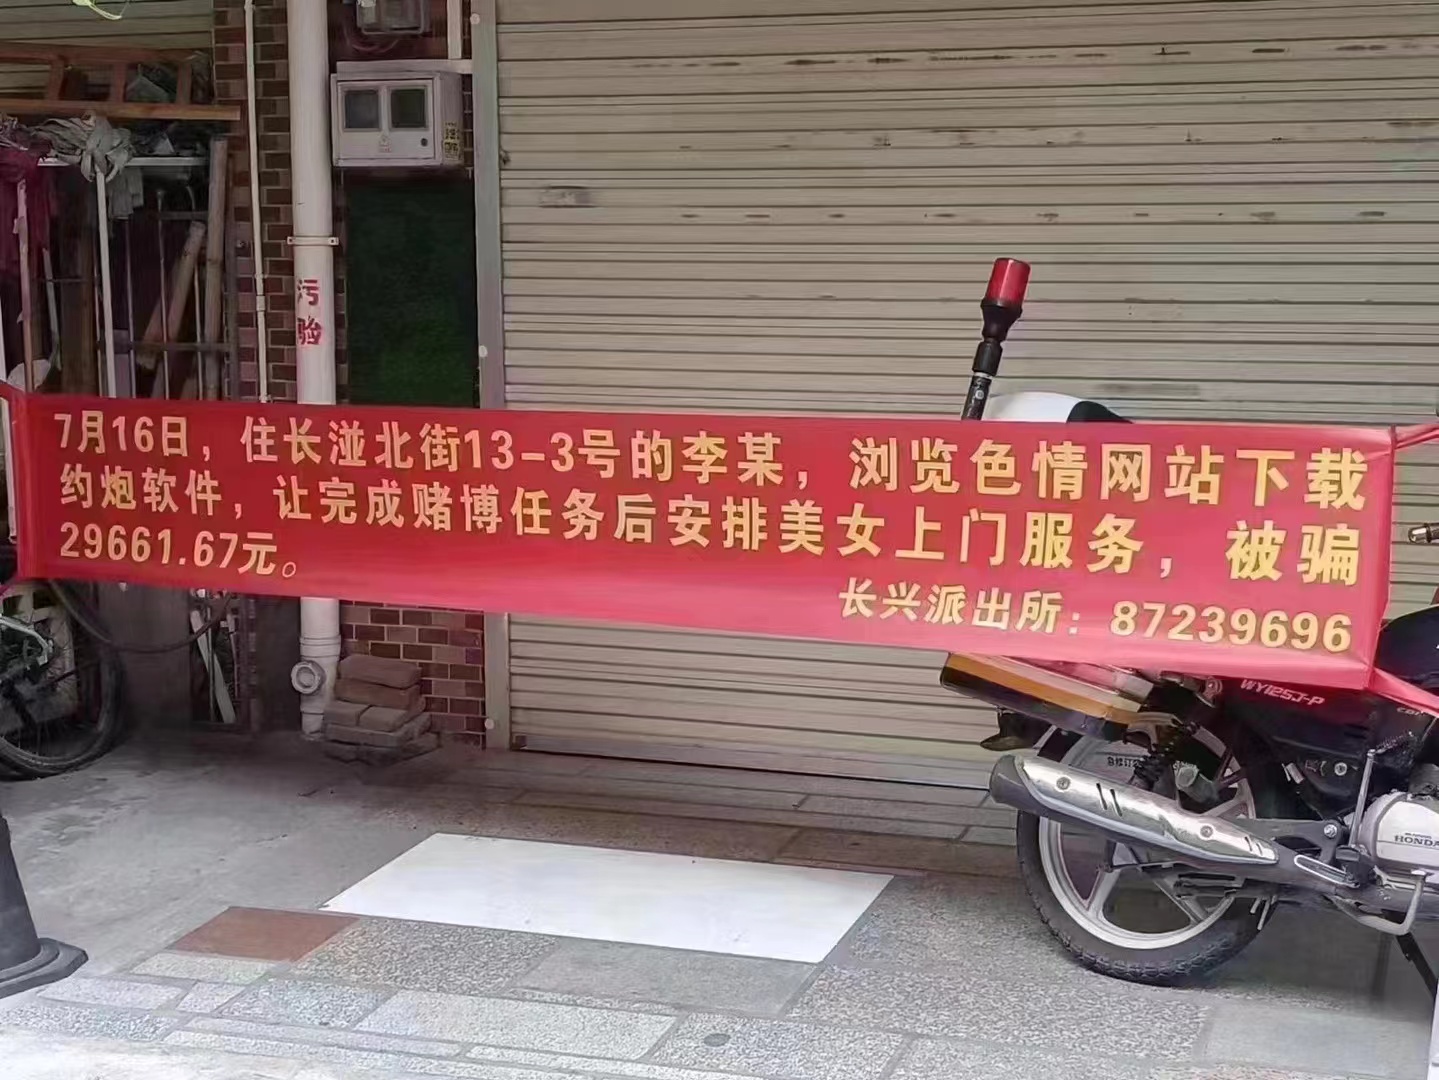 污
验
7月16日，住长湴北街13-3号的李某，浏览色情网站下载
约炮软件，让完成赌博任务后安排美女上门服务，被骗
29661.67元。
长兴派出所：87239696
WY125J-P
HONDA